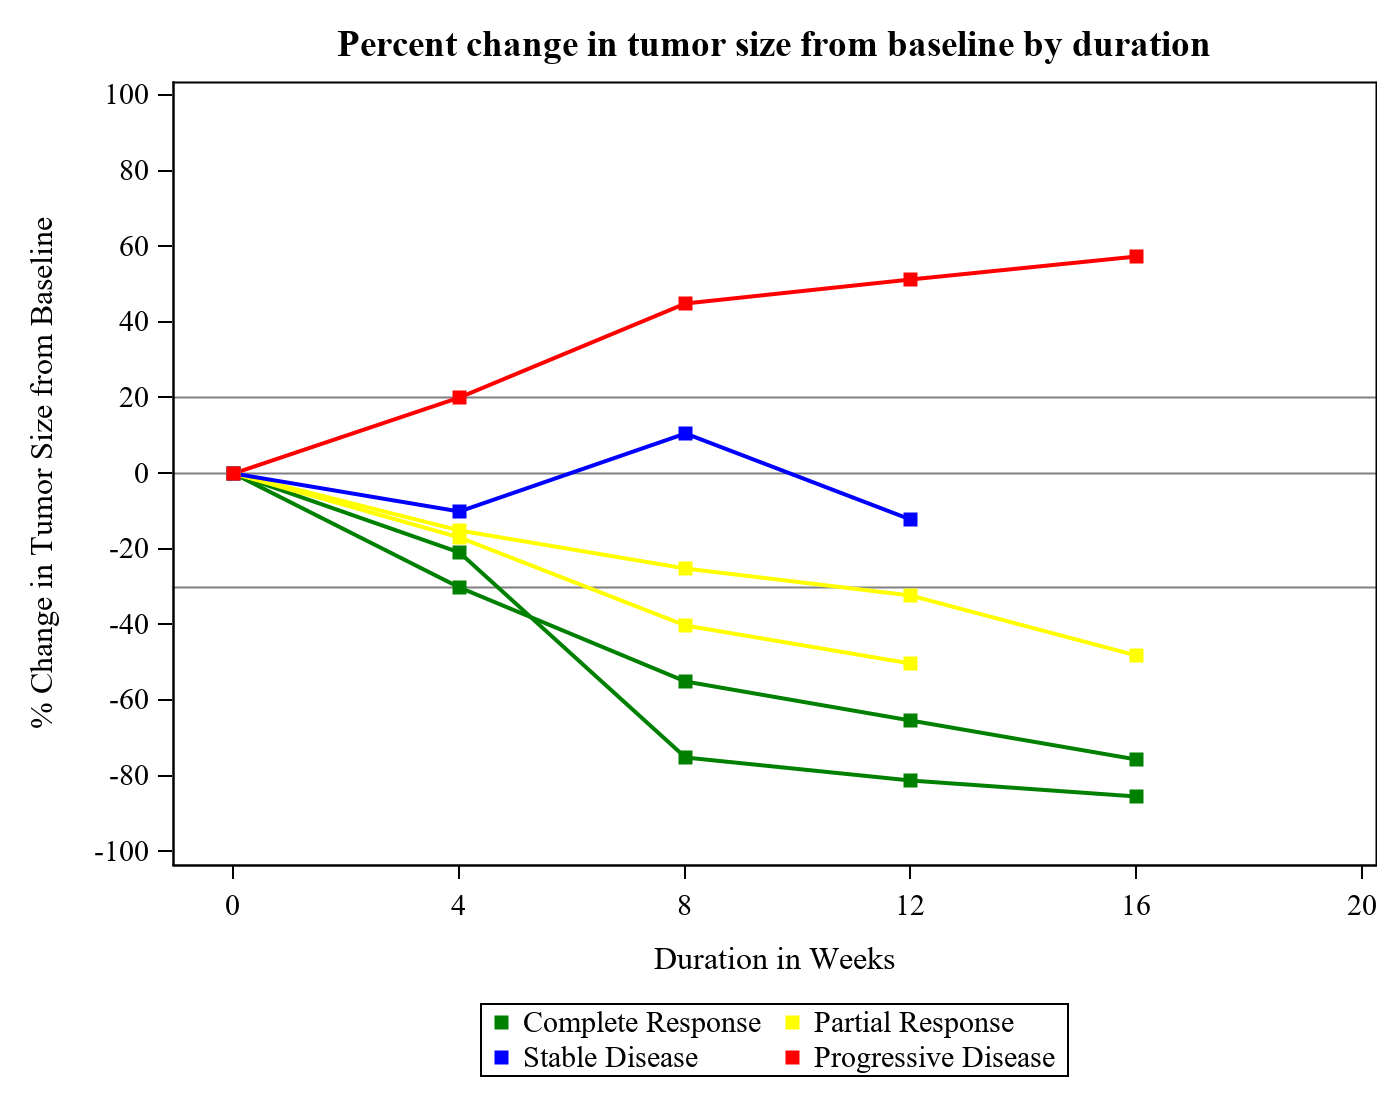 Percent change in tumor size from baseline by duration
100
80
60
40
20
0
-20
-40
-60
-80
-100
% Change in Tumor Size from Baseline
0 4 8 12 16 20
Duration in Weeks
Complete Response Partial Response
Stable Disease Progressive Disease